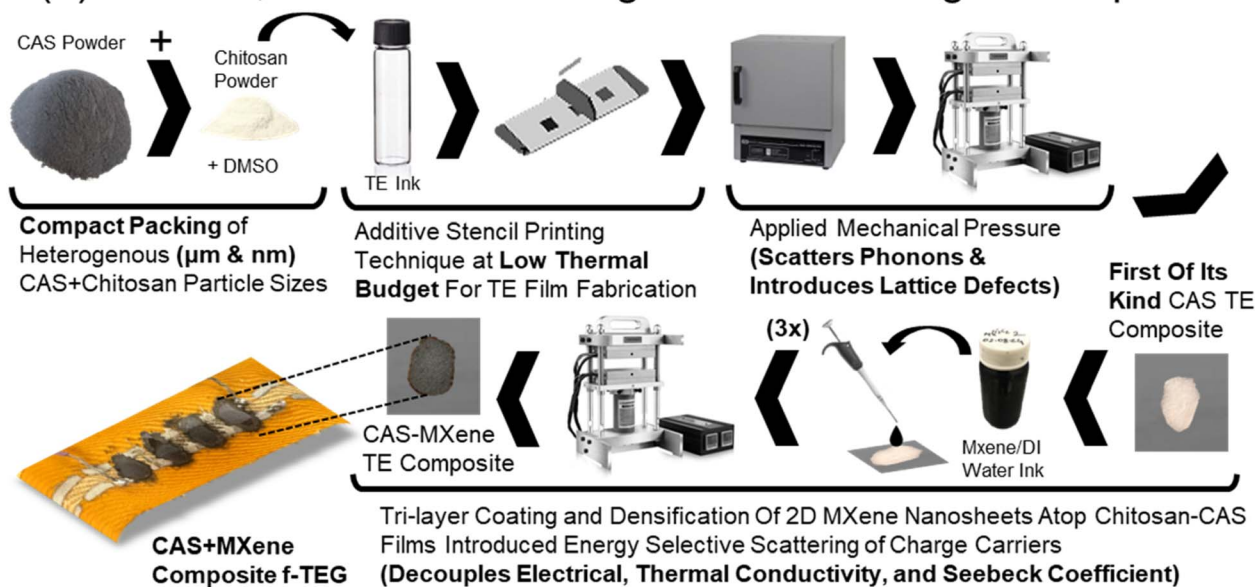 CAS Powder
+
Chitosan
Powder
+ DMSO
TE Ink
Compact Packing of
Heterogenous (µm & nm)
CAS+Chitosan Particle Sizes
Additive Stencil Printing
Technique at Low Thermal
Budget For TE Film Fabrication
Applied Mechanical Pressure
(Scatters Phonons &
Introduces Lattice Defects)
First Of Its
Kind CAS TE
Composite
(3x)
Mxene/DI
Water Ink
CAS-MXene
TE Composite
CAS+MXene
Composite f-TEG
Tri-layer Coating and Densification Of 2D MXene Nanosheets Atop Chitosan-CAS
Films Introduced Energy Selective Scattering of Charge Carriers
(Decouples Electrical, Thermal Conductivity, and Seebeck Coefficient)